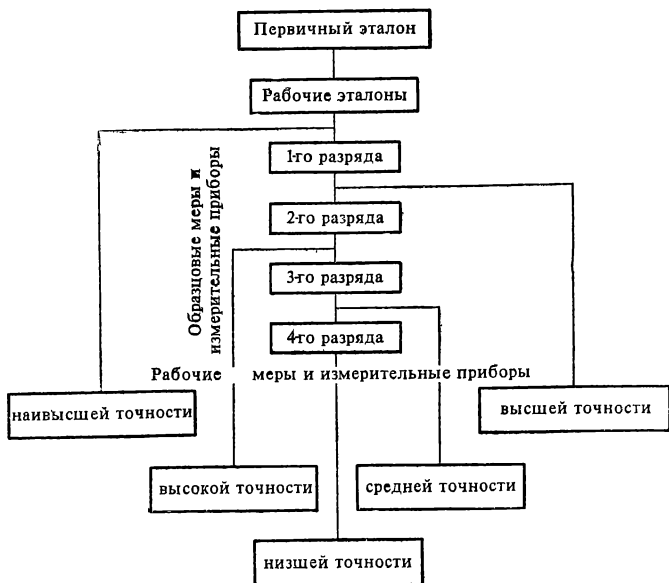 Первичный эталон
Рабочие эталоны
Образцовые меры и
измерительные приборы
1-го разряда
2-го разряда
3-го разряда
4-го разряда
Рабочие меры и измерительные приборы
наивысшей точности
высшей точности
высокой точности
средней точности
низшей точности